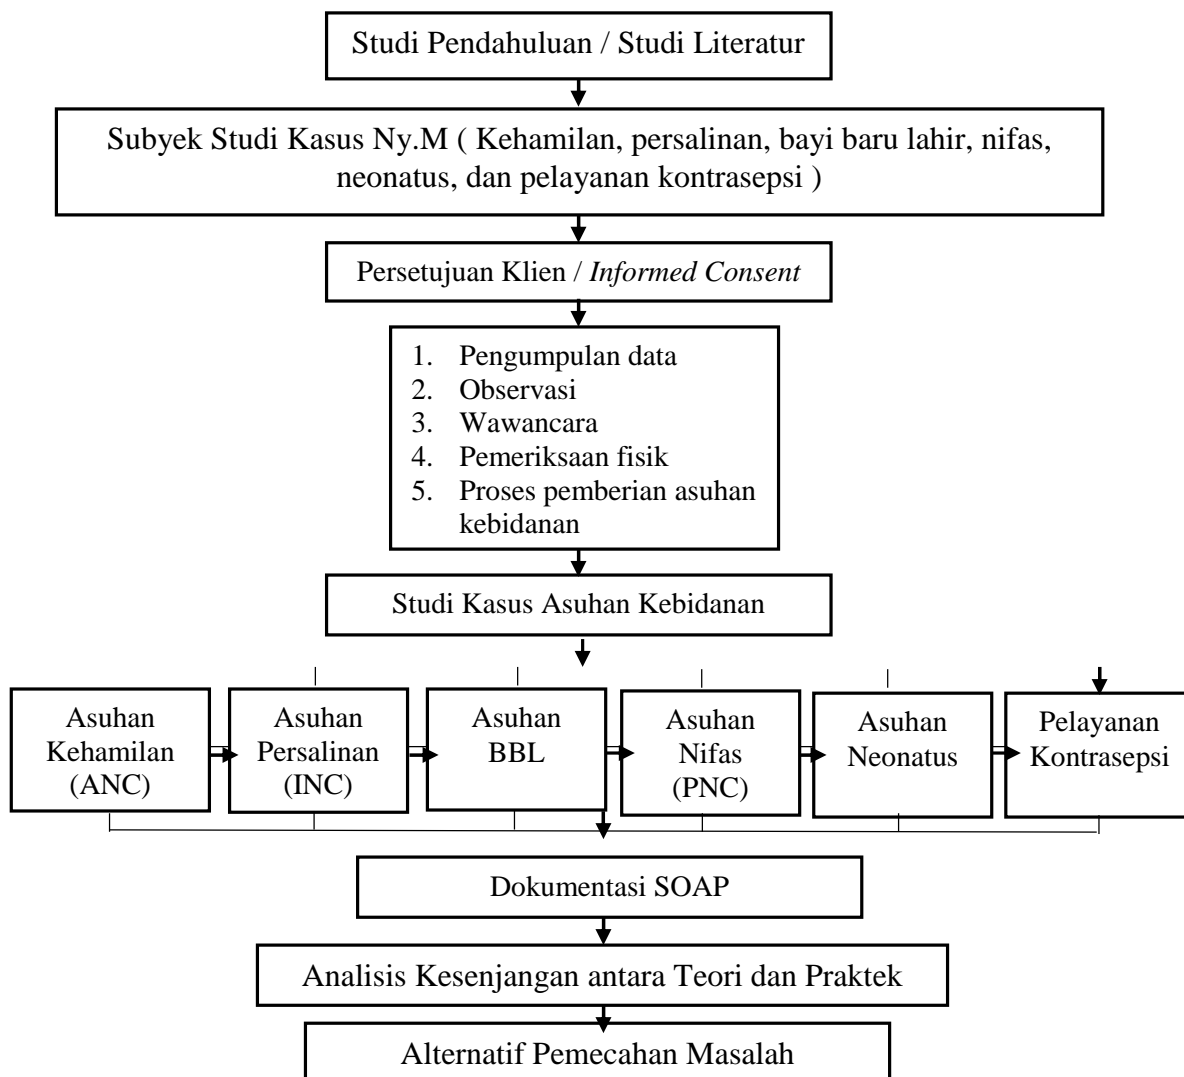 Studi Pendahuluan / Studi Literatur
Subyek Studi Kasus Ny.M ( Kehamilan, persalinan, bayi baru lahir, nifas,
neonatus, dan pelayanan kontrasepsi )
Persetujuan Klien / Informed Consent
1. Pengumpulan data
2. Observasi
3. Wawancara
4. Pemeriksaan fisik
5. Proses pemberian asuhan
kebidanan
Studi Kasus Asuhan Kebidanan
Asuhan
Kehamilan
(ANC)
Asuhan
Persalinan
(INC)
Asuhan
BBL
Asuhan
Nifas
(PNC)
Asuhan
Neonatus
Pelayanan
Kontrasepsi
Dokumentasi SOAP
Analisis Kesenjangan antara Teori dan Praktek
Alternatif Pemecahan Masalah